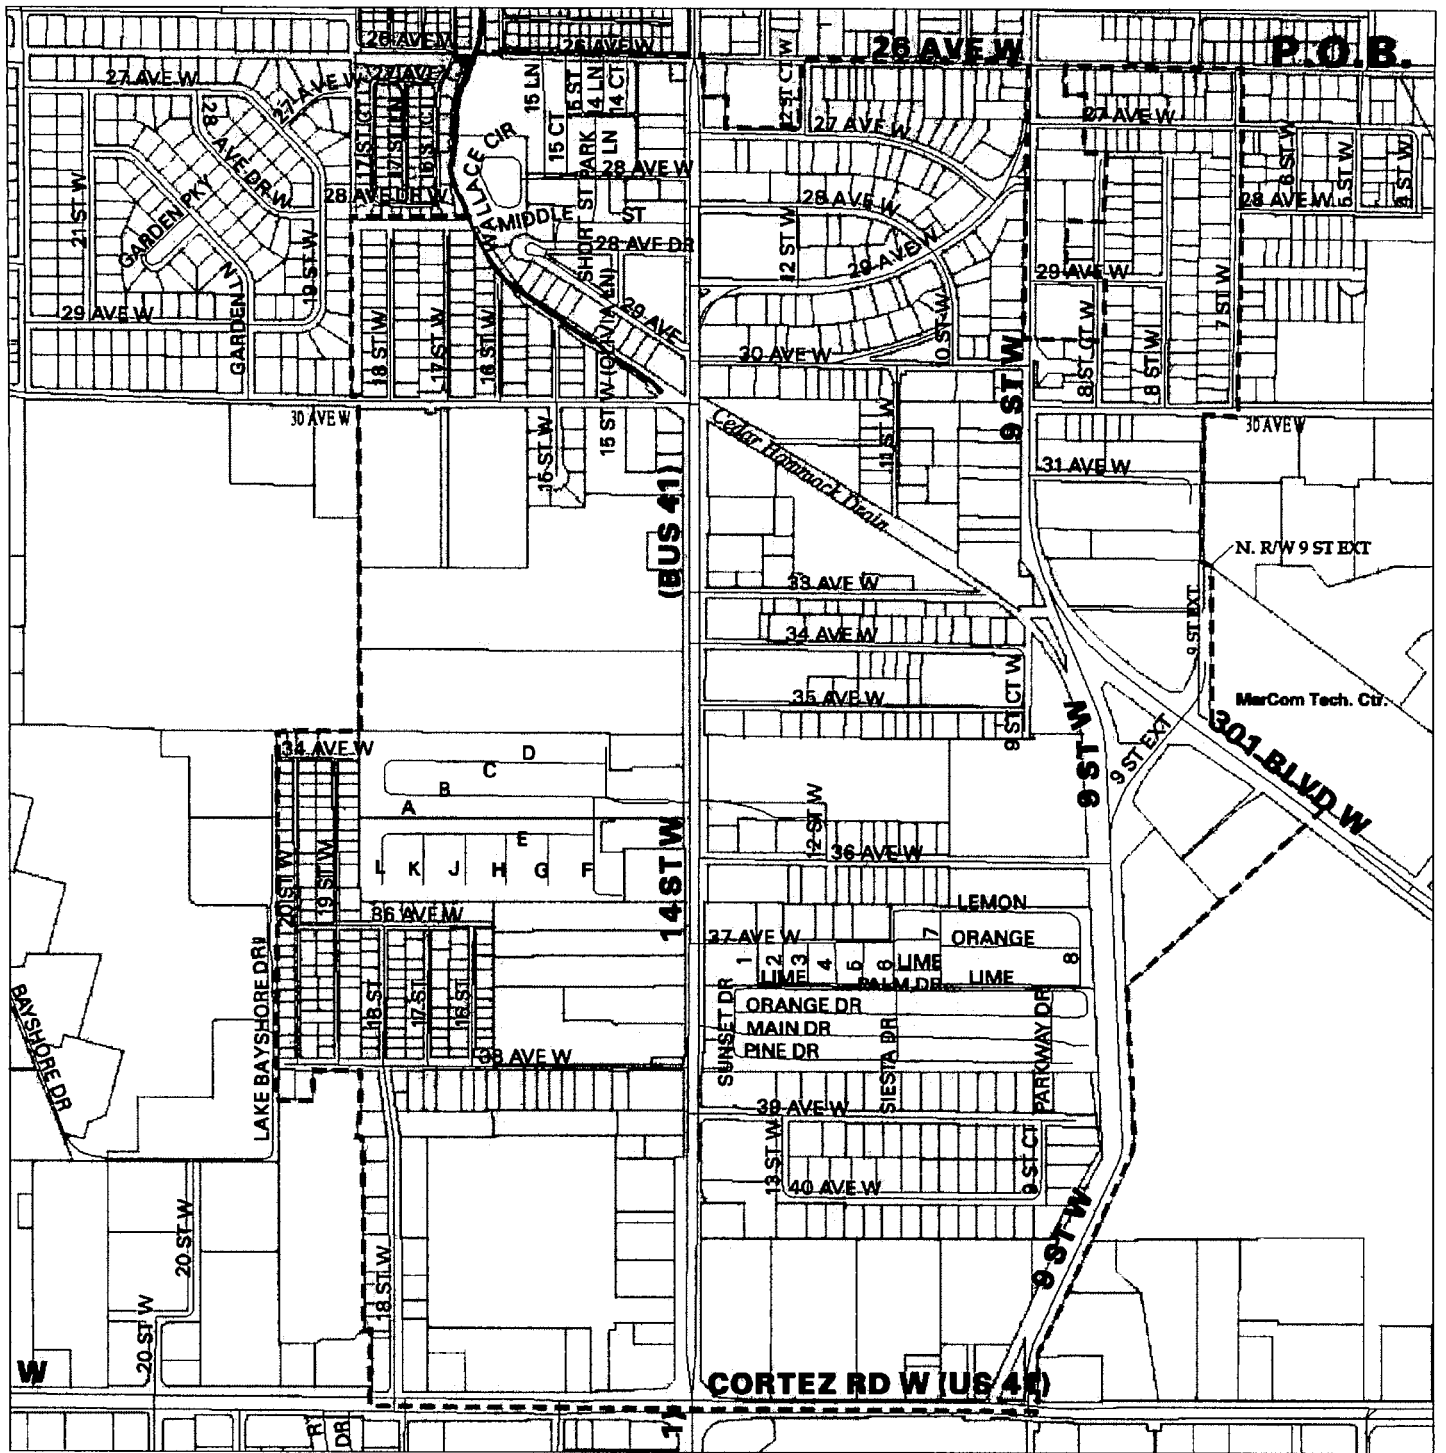 26 AVE W
26 AVE W
26 AVE W
P.O.B.
27 AVE W
27 AVE W
27 AVE
15 LN
15 ST
14 LN
14 CT
12 ST CT W
27 AVE W
27 AVE W
28 AVE DR W
17 ST CT
17 ST LN
16 ST CT
15 CT
PARK LN
WALLACE CIR
28 AVE W
28 AVE DR W
21 ST W
GARDEN PKY
MIDDLE ST
SHORT ST
28 AVE W
6 ST W
5 ST W
28 AVE W
28 AVE DR
12 ST W
29 AVE W
29 AVE W
19 ST W
GARDEN LN
29 AVE W
29 AVE
7 ST W
18 ST W
17 ST W
16 ST W
15 ST W (OLIVIA LN)
30 AVE W
10 ST W
9 ST W
8 ST CT W
8 ST W
30 AVE W
15 ST W
(BUS 41)
Cedar Hammock Drain
11 ST W
30 AVE W
31 AVE W
N. R/W 9 ST EXT
33 AVE W
9 ST EXT
34 AVE W
35 AVE W
9 ST CT W
9 ST W
9 ST EXT
MarCom Tech. Ctr.
301 BLVD W
34 AVE W
D
C
B
A
E
L K J H G F
20 ST W
19 ST W
14 ST W
12 ST W
36 AVE W
36 AVE W
LEMON
37 AVE W
7
ORANGE
1 2 3 4 5 6
8
LIME
LIME
LIME
PALM DR
BAYSHORE DR
LAKE BAYSHORE DR
18 ST
17 ST
16 ST
SUNSET DR
ORANGE DR
MAIN DR
PINE DR
SIESTA DR
PARKWAY DR
38 AVE W
39 AVE W
13 ST W
9 ST CT
40 AVE W
20 ST W
18 ST W
9 ST W
20 ST W
W
CORTEZ RD W (US 41)
DR